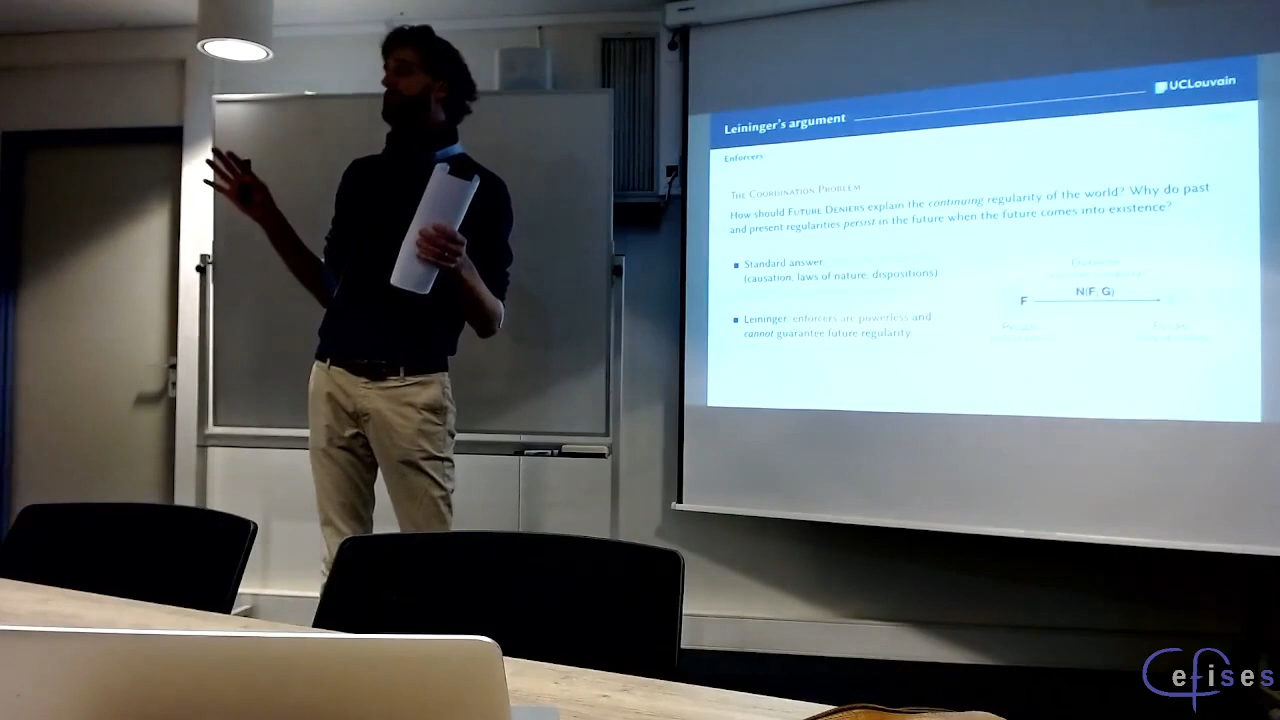 UCLouvain
Leininger's argument
Enforcers
THE COORDINATION PROBLEM
How should FUTURE DENIERS explain the continuing regularity of the world? Why do past
and present regularities persist in the future when the future comes into existence?
■ Standard answer
(causation, laws of nature, dispositions)
■ Leininger: enforcers are powerless and
cannot guarantee future regularity
N(F, G)
F
Cefises